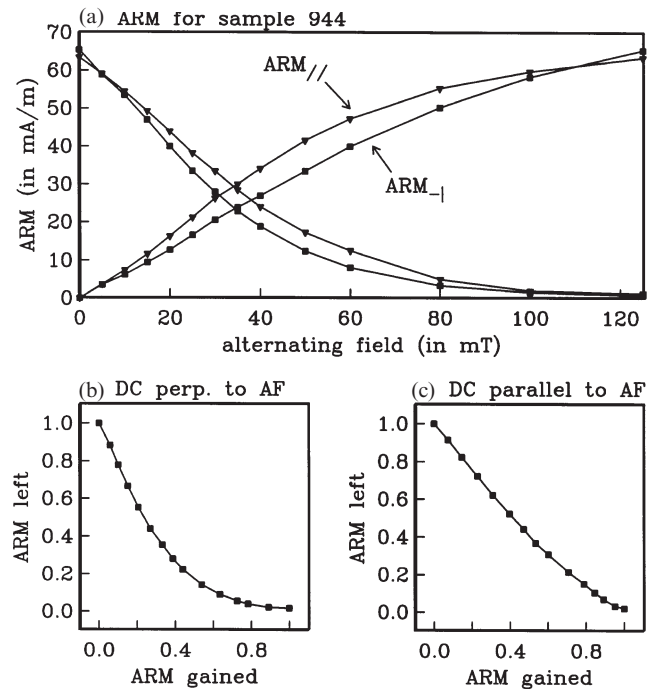 (a) ARM for sample 944
70
60
50
40
30
20
10
0
ARM (in mA/m)
ARM//
ARM-|
0 20 40 60 80 100 120
alternating field (in mT)
(b) DC perp. to AF
1.0
0.8
0.6
0.4
0.2
0.0
ARM left
0.0 0.4 0.8
ARM gained
(c) DC parallel to AF
1.0
0.8
0.6
0.4
0.2
0.0
ARM left
0.0 0.4 0.8
ARM gained